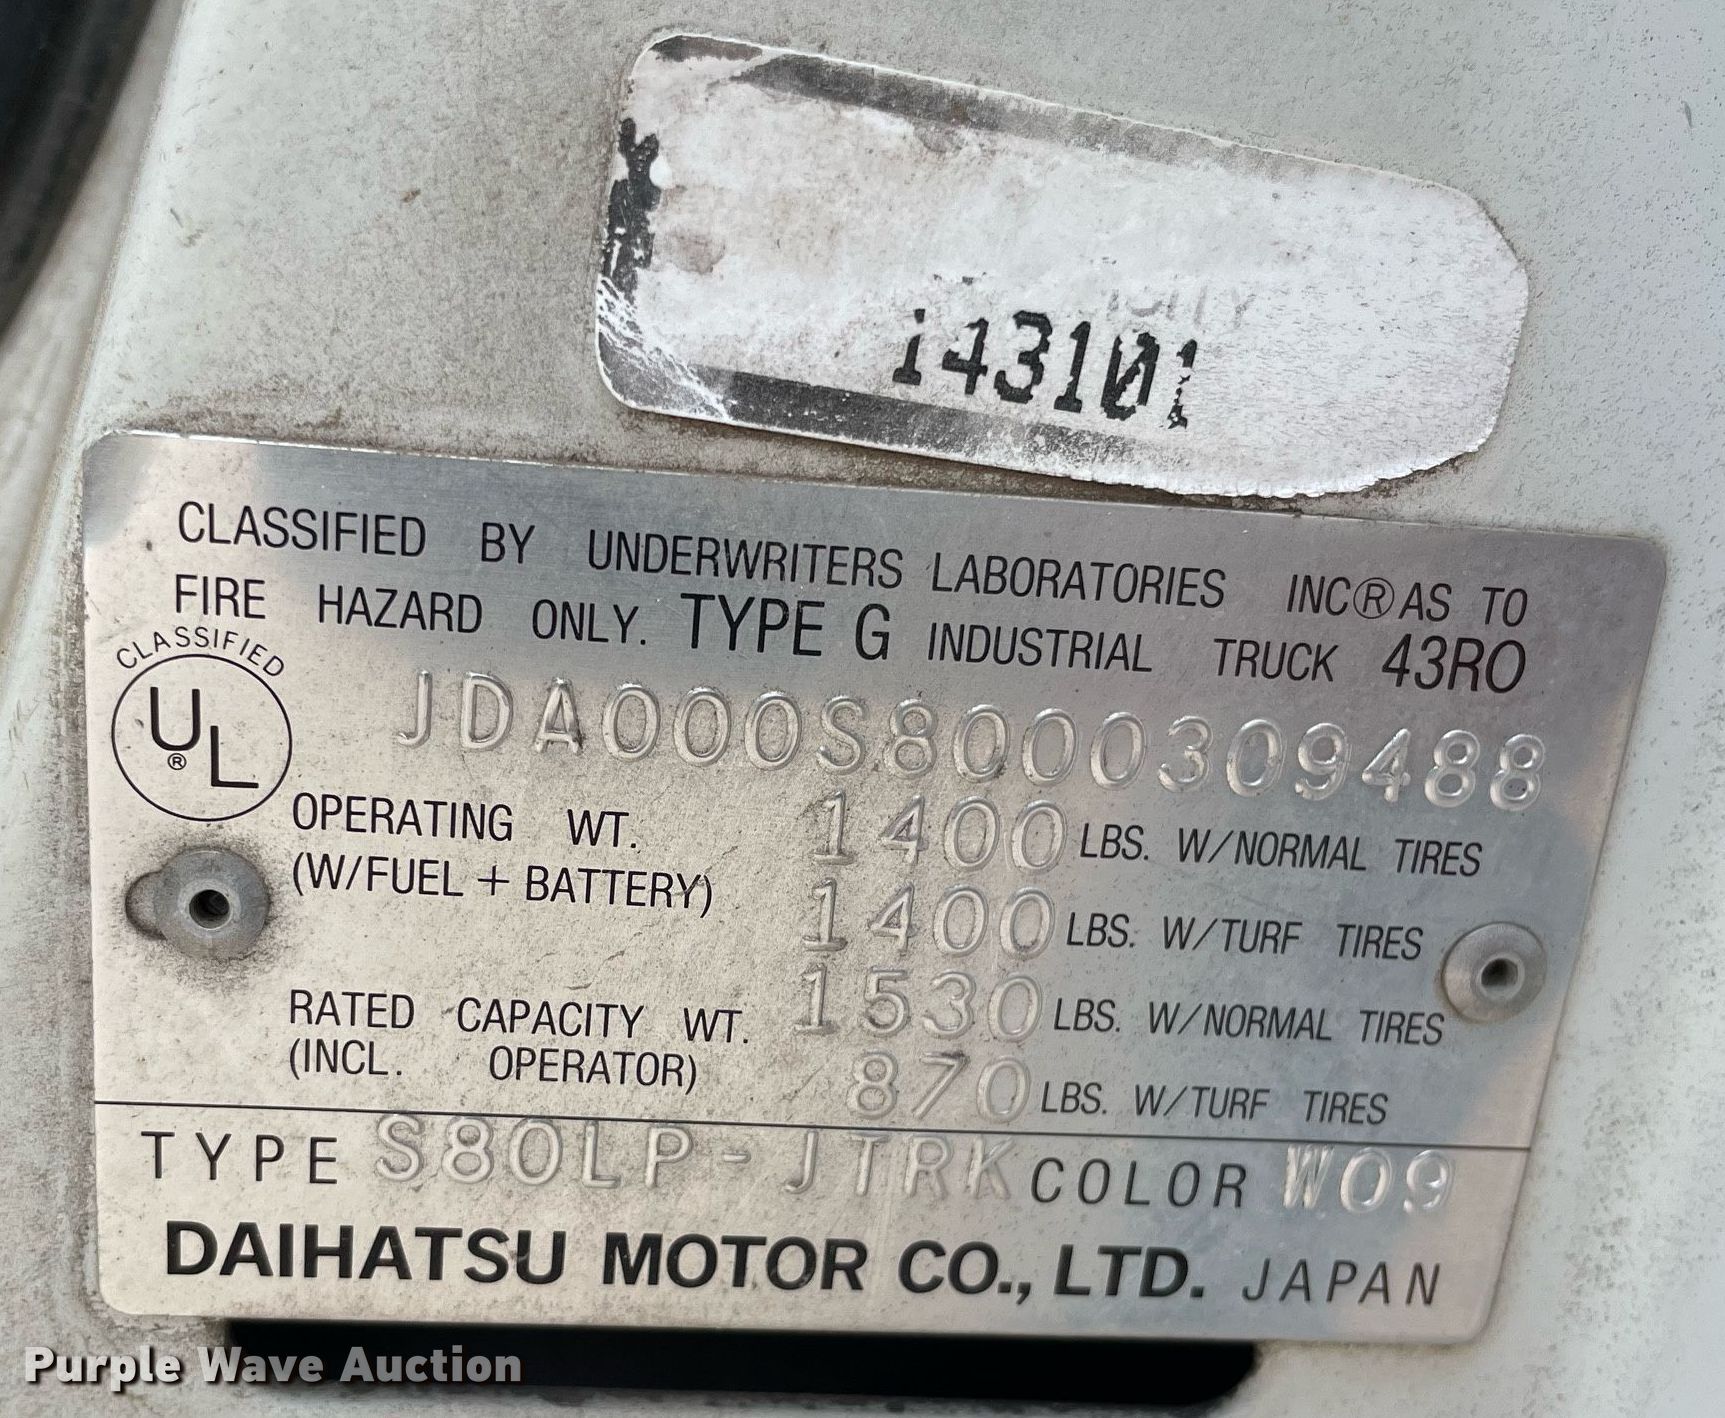 143101
CLASSIFIED BY UNDERWRITERS LABORATORIES INC® AS TO
FIRE HAZARD ONLY. TYPE G INDUSTRIAL TRUCK 43RO
CLASSIFIED
UL®
JDA000S8000309488
OPERATING WT. 1400 LBS. W/NORMAL TIRES
(W/FUEL + BATTERY) 1400 LBS. W/TURF TIRES
RATED CAPACITY WT. 1530 LBS. W/NORMAL TIRES
(INCL. OPERATOR) 870 LBS. W/TURF TIRES
TYPE S80LP-JTRK COLOR W09
DAIHATSU MOTOR CO., LTD. JAPAN
Purple Wave Auction